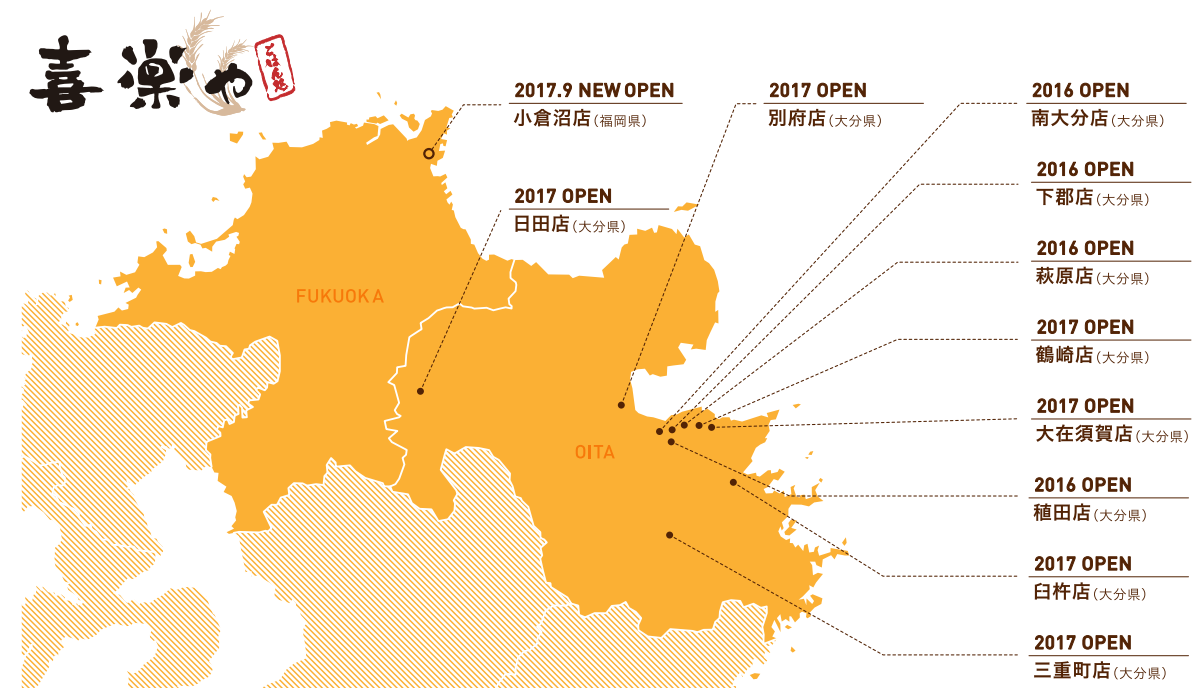 喜楽や
ごはん処
2017.9 NEW OPEN
小倉沼店(福岡県)
2017 OPEN
日田店(大分県)
2017 OPEN
別府店(大分県)
2016 OPEN
南大分店(大分県)
2016 OPEN
下郡店(大分県)
2016 OPEN
萩原店(大分県)
2017 OPEN
鶴崎店(大分県)
2017 OPEN
大在須賀店(大分県)
2016 OPEN
稙田店(大分県)
2017 OPEN
臼杵店(大分県)
2017 OPEN
三重町店(大分県)
FUKUOKA
OITA